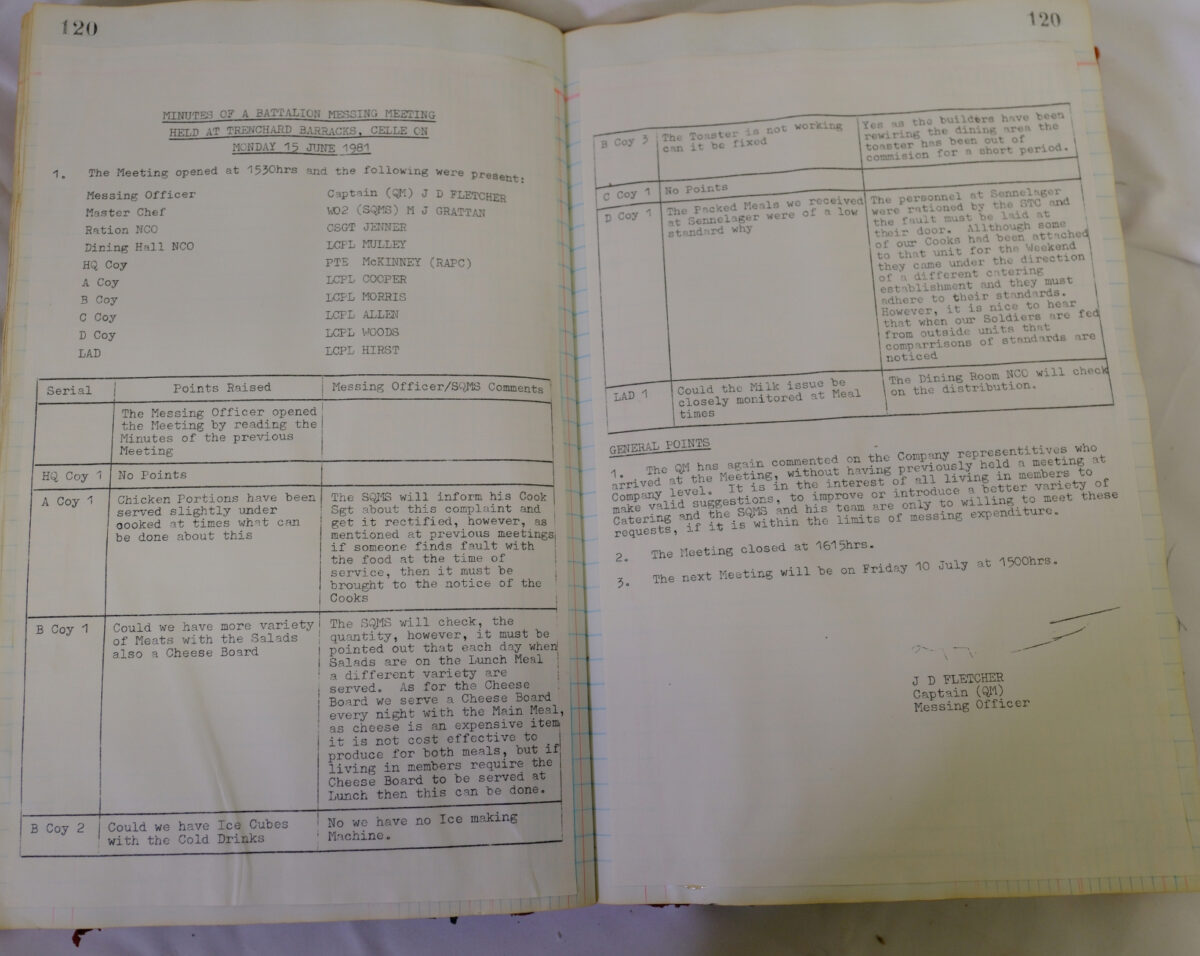 120
MINUTES OF A BATTALION MESSING MEETING
HELD AT TRENCHARD BARRACKS, CELLE ON
MONDAY 15 JUNE 1981
1. The Meeting opened at 1530hrs and the following were present:
Messing Officer Captain (QM) J D FLETCHER
Master Chef WO2 (SQMS) M J GRATTAN
Ration NCO CSGT JENNER
Dining Hall NCO LCPL MULLEY
HQ Coy PTE McKINNEY (RAPC)
A Coy LCPL COOPER
B Coy LCPL MORRIS
C Coy LCPL ALLEN
D Coy LCPL WOODS
LAD LCPL HIRST
Serial Points Raised Messing Officer/SQMS Comments
The Messing Officer opened
the Meeting by reading the
Minutes of the previous
Meeting
HQ Coy 1 No Points
A Coy 1
Chicken Portions have been
served slightly under
cooked at times what can
be done about this
The SQMS will inform his Cook
Sgt about this complaint and
get it rectified, however, as
mentioned at previous meetings
if someone finds fault with
the food at the time of
service, then it must be
brought to the notice of the
Cooks
B Coy 1
Could we have more variety
of Meats with the Salads
also a Cheese Board
The SQMS will check, the
quantity, however, it must be
pointed out that each day when
Salads are on the Lunch Meal
a different variety are
served. As for the Cheese
Board we serve a Cheese Board
every night with the Main Meal,
as cheese is an expensive item
it is not cost effective to
produce for both meals, but if
living in members require the
Cheese Board to be served at
Lunch then this can be done.
B Coy 2
Could we have Ice Cubes
with the Cold Drinks
No we have no Ice making
Machine.
120
B Coy 3
The Toaster is not working
can it be fixed
Yes as the builders have been
rewiring the dining area the
toaster has been out of
commision for a short period.
C Coy 1 No Points
D Coy 1
The Packed Meals we received
at Sennelager were of a low
standard why
The personnel at Sennelager
were rationed by the STC and
the fault must be laid at
their door. Although some
of our Cooks had been attached
to that unit for the Weekend
they came under the direction
of a different catering
establishment and they must
adhere to their standards.
However, it is nice to hear
that when our Soldiers are fed
from outside units that
comparrisons of standards are
noticed
LAD 1
Could the Milk issue be
closely monitored at Meal
times
The Dining Room NCO will check
on the distribution.
GENERAL POINTS
1. The QM has again commented on the Company representitives who
arrived at the Meeting, without having previously held a meeting at
Company level. It is in the interest of all living in members to
make valid suggestions, to improve or introduce a better variety of
Catering and the SQMS and his team are only to willing to meet these
requests, if it is within the limits of messing expenditure.
2. The Meeting closed at 1615hrs.
3. The next Meeting will be on Friday 10 July at 1500hrs.
J D FLETCHER
Captain (QM)
Messing Officer